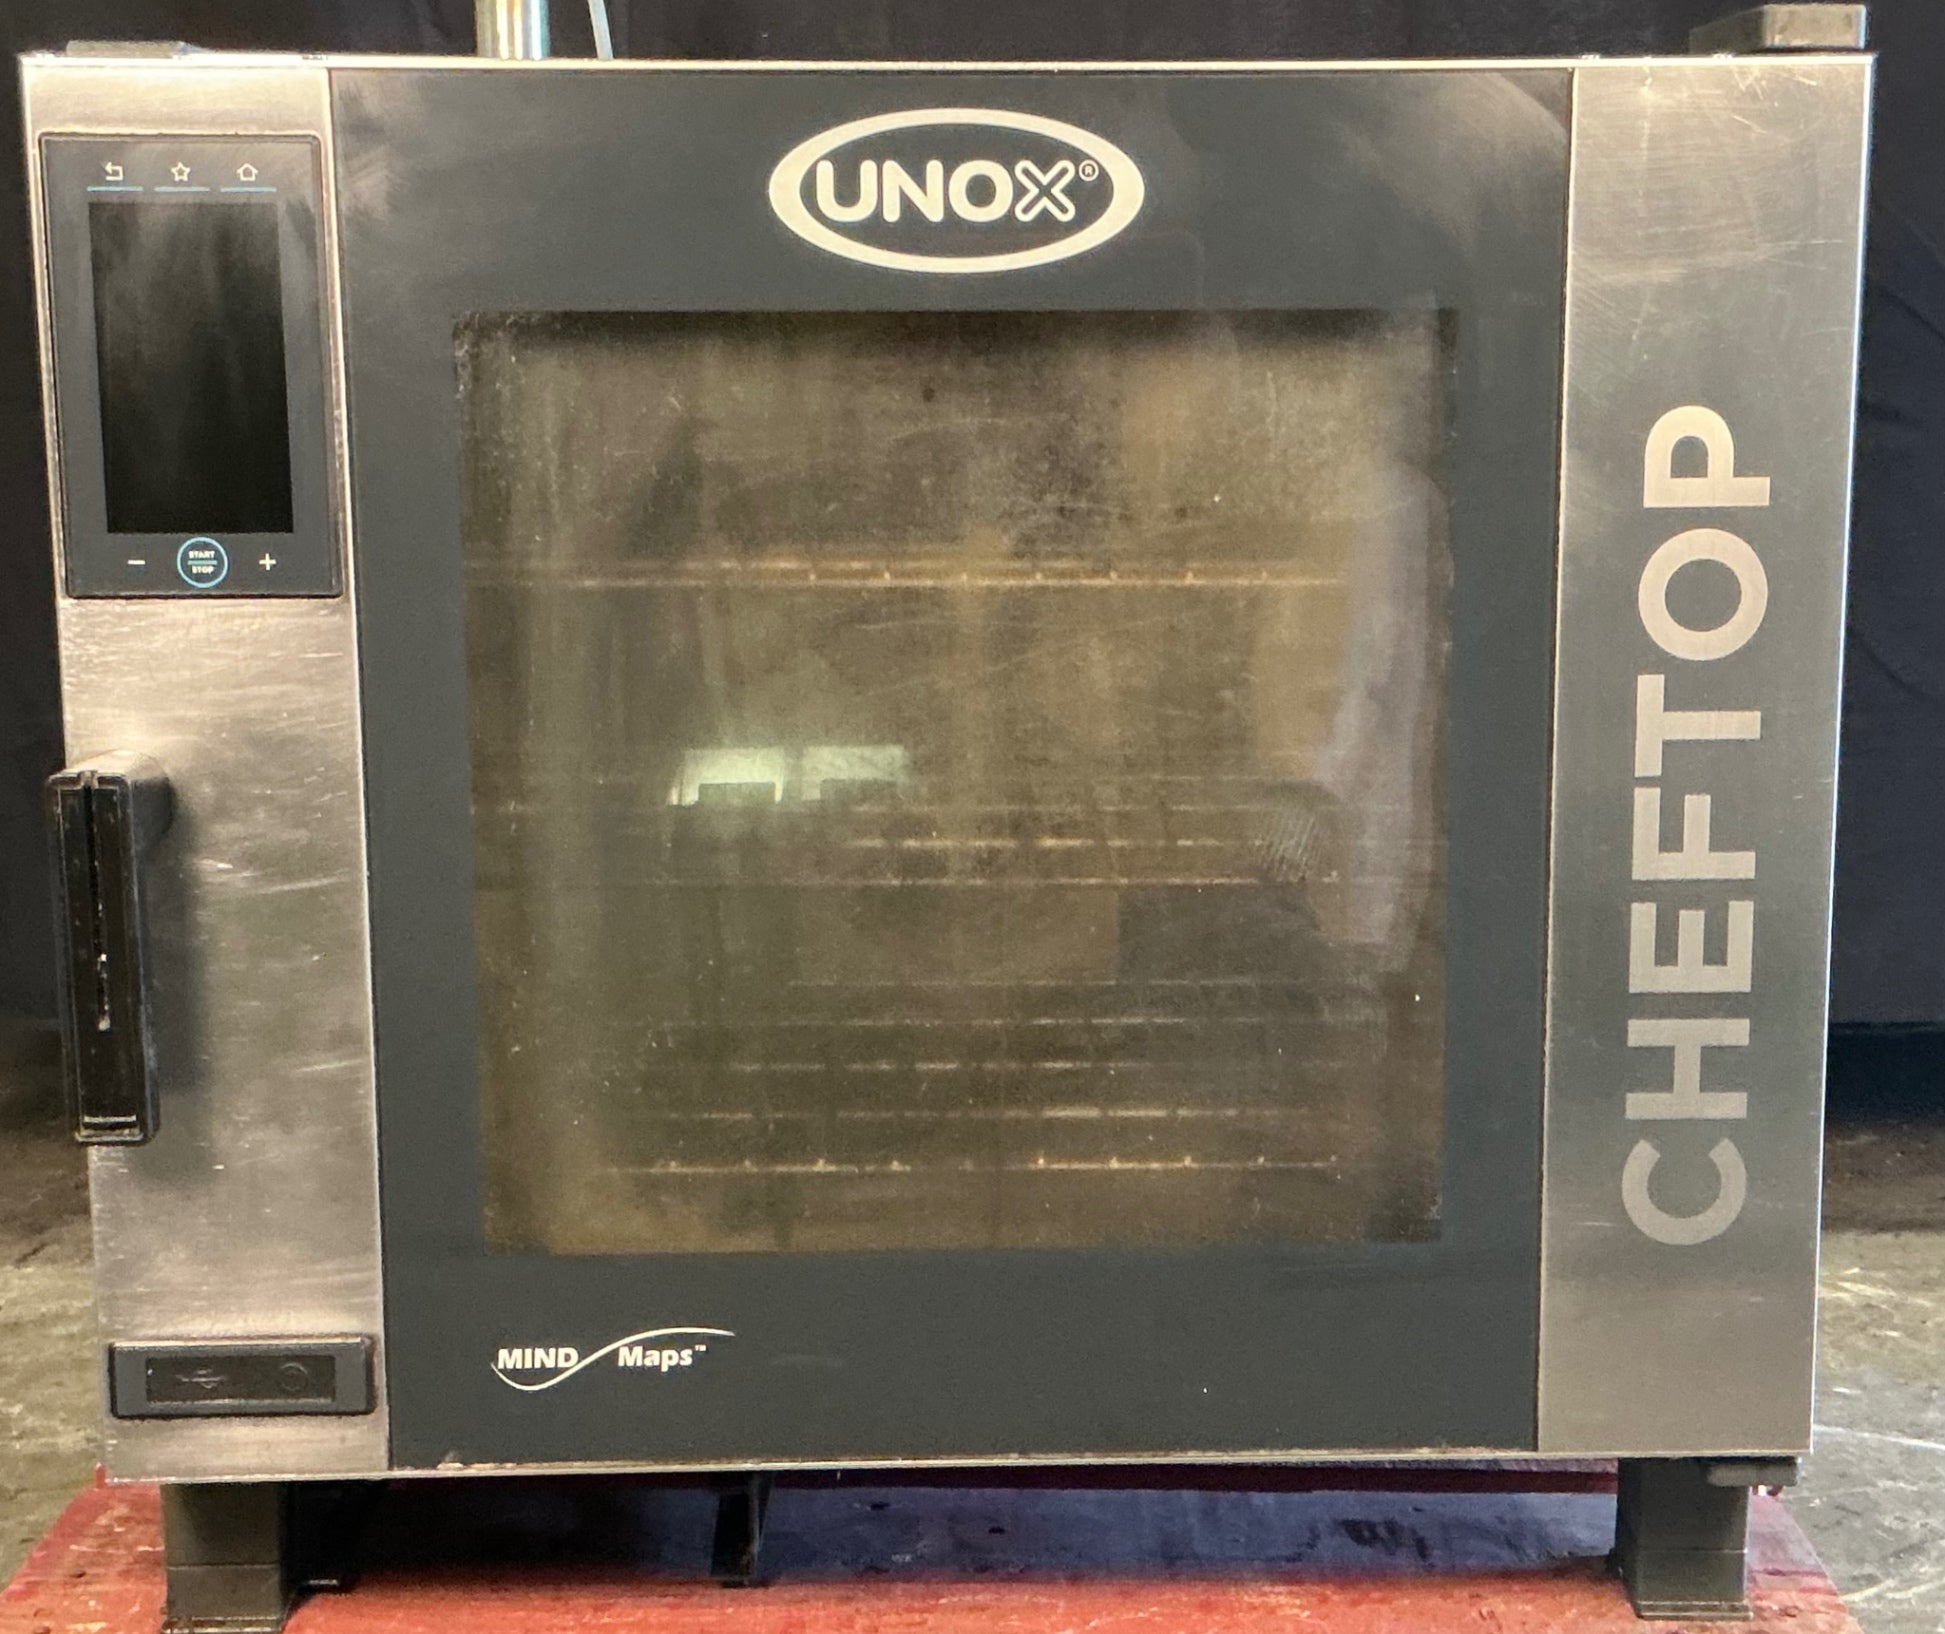 UNOX®
START
STOP
CHEFTOP
MIND Maps™